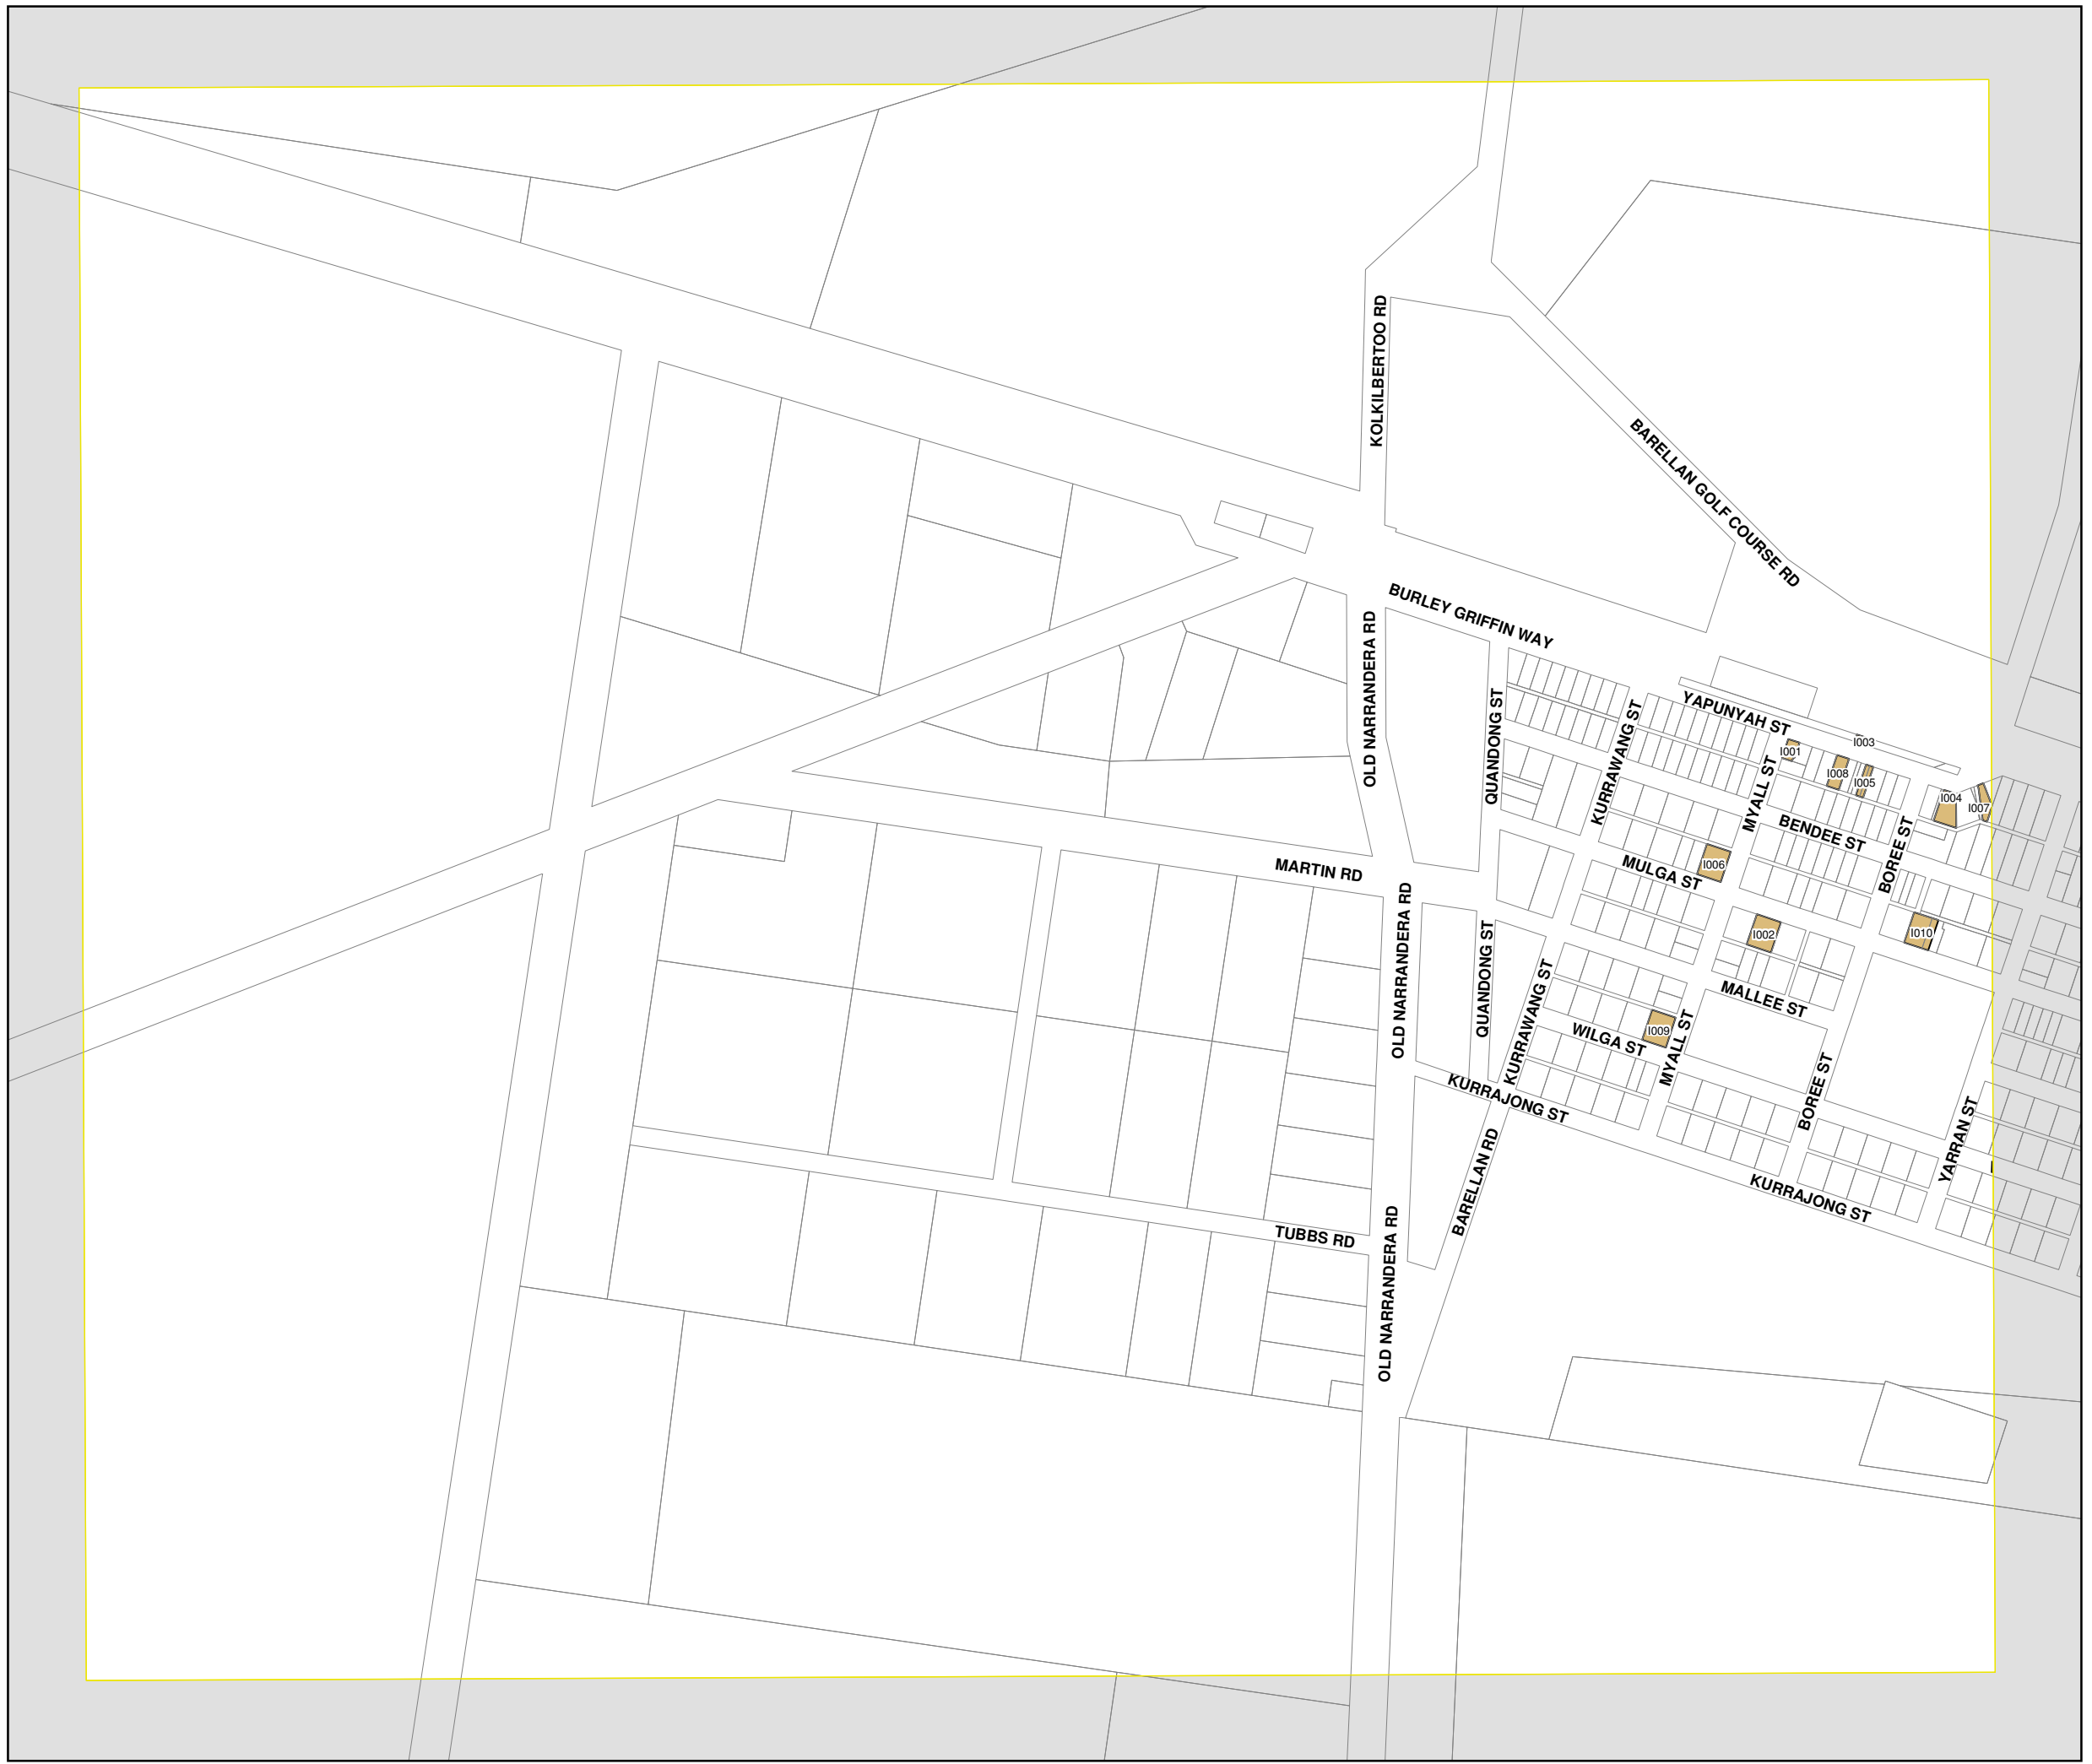 KOLKILBERTOO RD
BARELLAN GOLF COURSE RD
BURLEY GRIFFIN WAY
OLD NARRANDERA RD
QUANDONG ST
KURRAWANG ST
YAPUNYAH ST
I003
I001
I008
I005
MYALL ST
I004
I007
BENDEE ST
BOREE ST
MARTIN RD
MULGA ST
I006
OLD NARRANDERA RD
QUANDONG ST
I002
I010
KURRAWANG ST
MALLEE ST
WILGA ST
I009
MYALL ST
BOREE ST
KURRAJONG ST
YARRAN ST
BARELLAN RD
KURRAJONG ST
TUBBS RD
OLD NARRANDERA RD